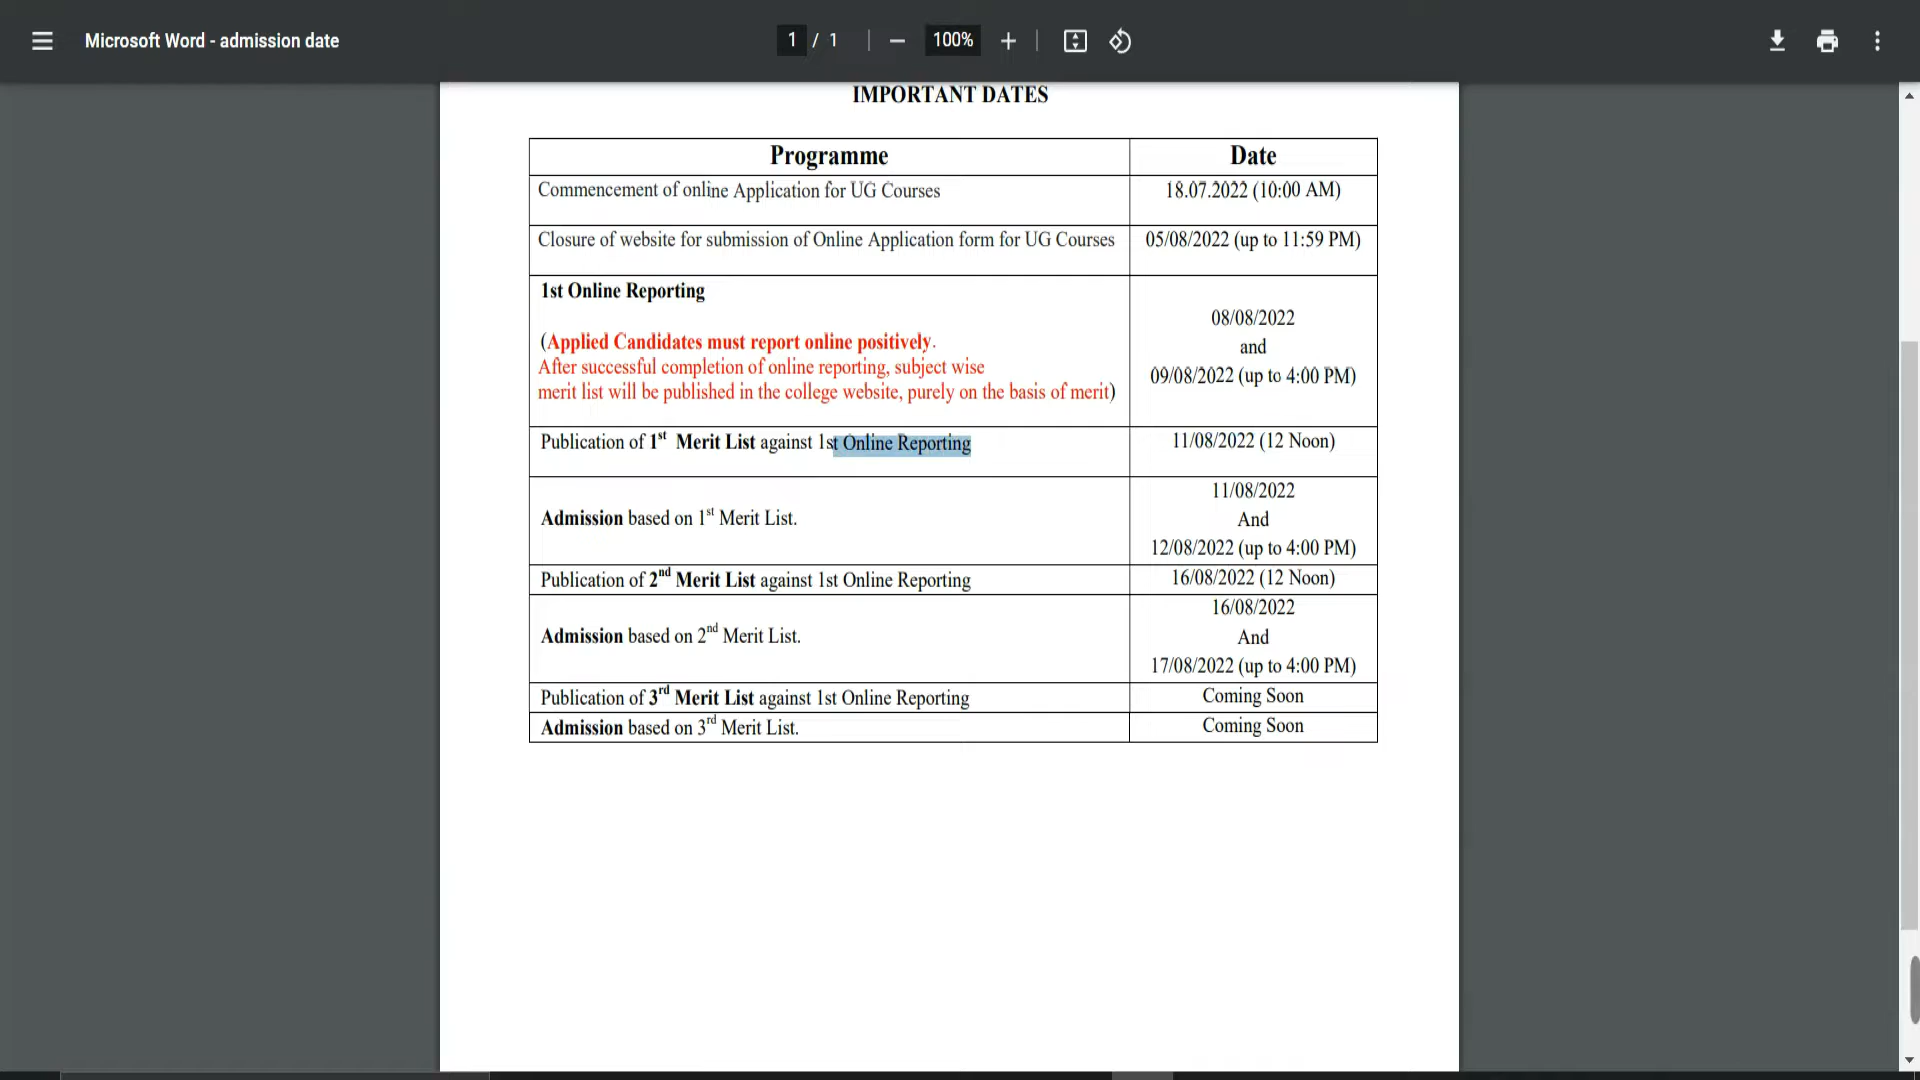 Microsoft Word - admission date
1 / 1
100%
IMPORTANT DATES
Programme Date
Commencement of online Application for UG Courses 18.07.2022 (10:00 AM)
Closure of website for submission of Online Application form for UG Courses 05/08/2022 (up to 11:59 PM)
1st Online Reporting
(Applied Candidates must report online positively.
After successful completion of online reporting, subject wise
merit list will be published in the college website, purely on the basis of merit)
08/08/2022
and
09/08/2022 (up to 4:00 PM)
Publication of 1st Merit List against 1st Online Reporting 11/08/2022 (12 Noon)
Admission based on 1st Merit List.
11/08/2022
And
12/08/2022 (up to 4:00 PM)
Publication of 2nd Merit List against 1st Online Reporting 16/08/2022 (12 Noon)
Admission based on 2nd Merit List.
16/08/2022
And
17/08/2022 (up to 4:00 PM)
Publication of 3rd Merit List against 1st Online Reporting Coming Soon
Admission based on 3rd Merit List. Coming Soon